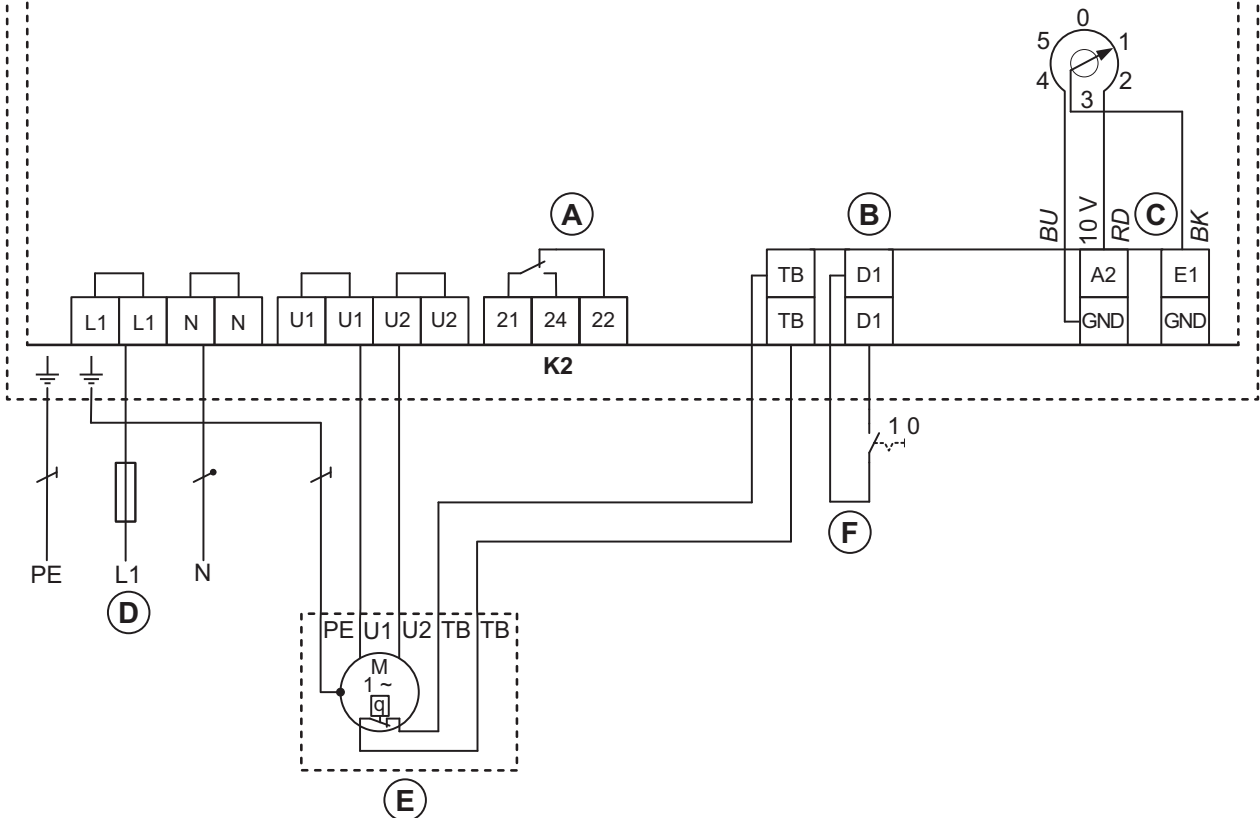 0
5 1
4 2
3
A
B
BU
10 V
RD
C
BK
TB D1 A2 E1
L1 L1 N N U1 U1 U2 U2 21 24 22 TB D1 GND GND
K2
1 0
F
PE L1 N
D
PE U1 U2 TB TB
M
1 ~
q
E